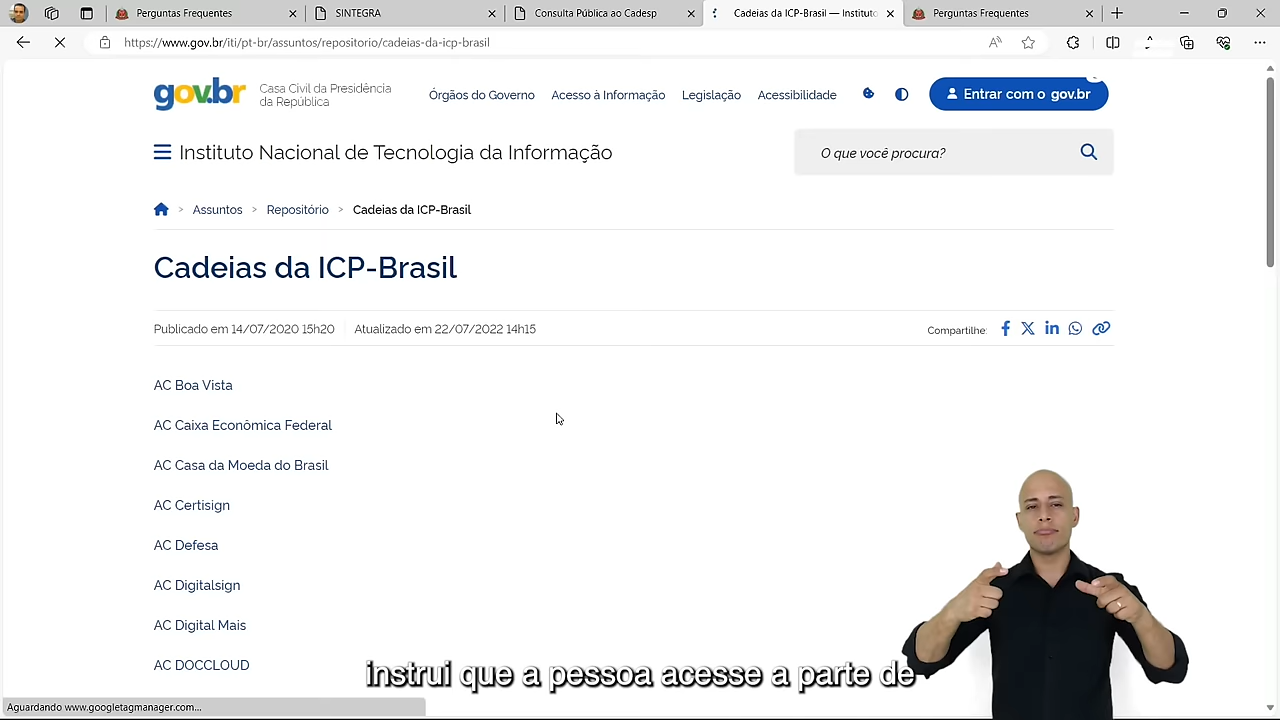 Perguntas Frequentes
SINTEGRA
Consulta Pública ao Cadesp
Cadeias da ICP-Brasil — Instituto
Perguntas Frequentes
https://www.gov.br/iti/pt-br/assuntos/repositorio/cadeias-da-icp-brasil
gov.br
Casa Civil da Presidência
da República
Órgãos do Governo
Acesso à Informação
Legislação
Acessibilidade
Entrar com o gov.br
Instituto Nacional de Tecnologia da Informação
O que você procura?
Assuntos > Repositório > Cadeias da ICP-Brasil
Cadeias da ICP-Brasil
Publicado em 14/07/2020 15h20
Atualizado em 22/07/2022 14h15
Compartilhe:
AC Boa Vista
AC Caixa Econômica Federal
AC Casa da Moeda do Brasil
AC Certisign
AC Defesa
AC Digitalsign
AC Digital Mais
AC DOCCLOUD
instrui que a pessoa acesse a parte de
Aguardando www.googletagmanager.com...